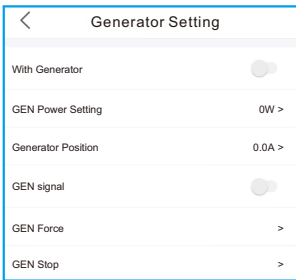 Generator Setting
With Generator
GEN Power Setting 0W >
Generator Position 0.0A >
GEN signal
GEN Force >
GEN Stop >